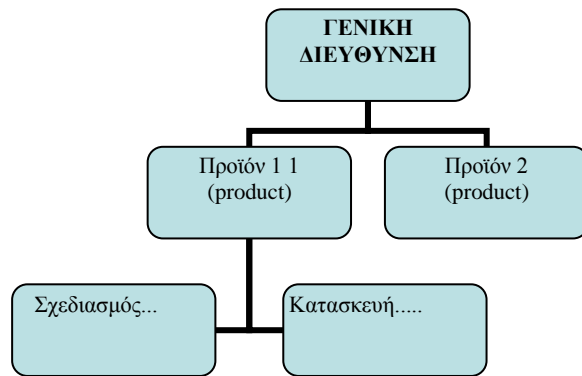 ΓΕΝΙΚΗ
ΔΙΕΥΘΥΝΣΗ
Προϊόν 1 1
(product)
Προϊόν 2
(product)
Σχεδιασμός...
Κατασκευή.....